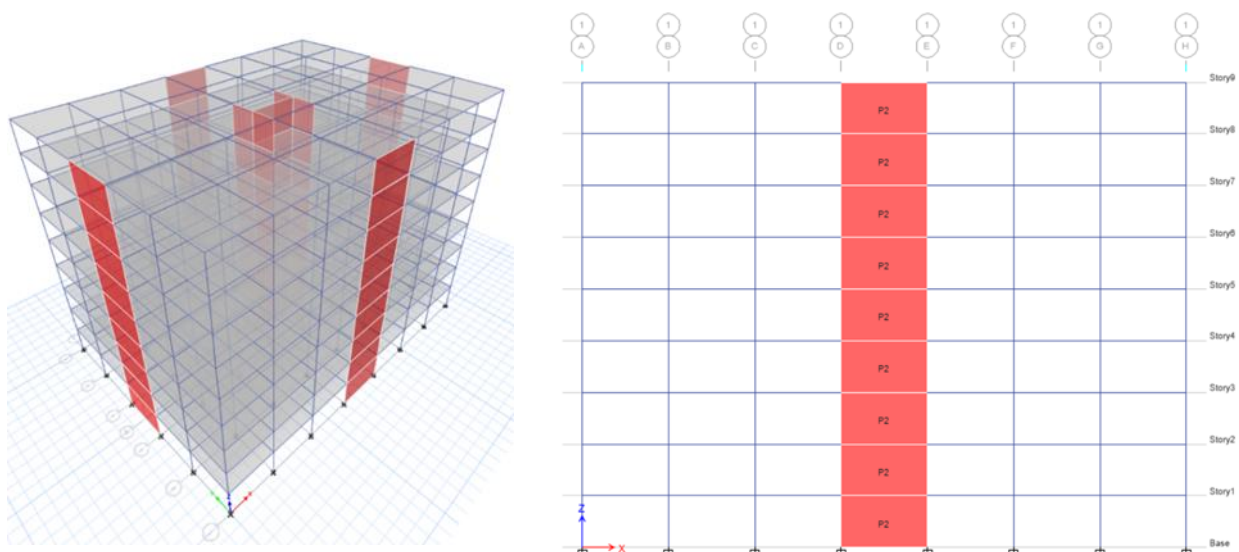 1 1 1 1 1 1 1 1
A B C D E F G H
Story9
P2
Story8
P2
Story7
P2
Story6
P2
Story5
P2
Story4
P2
Story3
P2
Story2
P2
Story1
P2
Z
X
Base